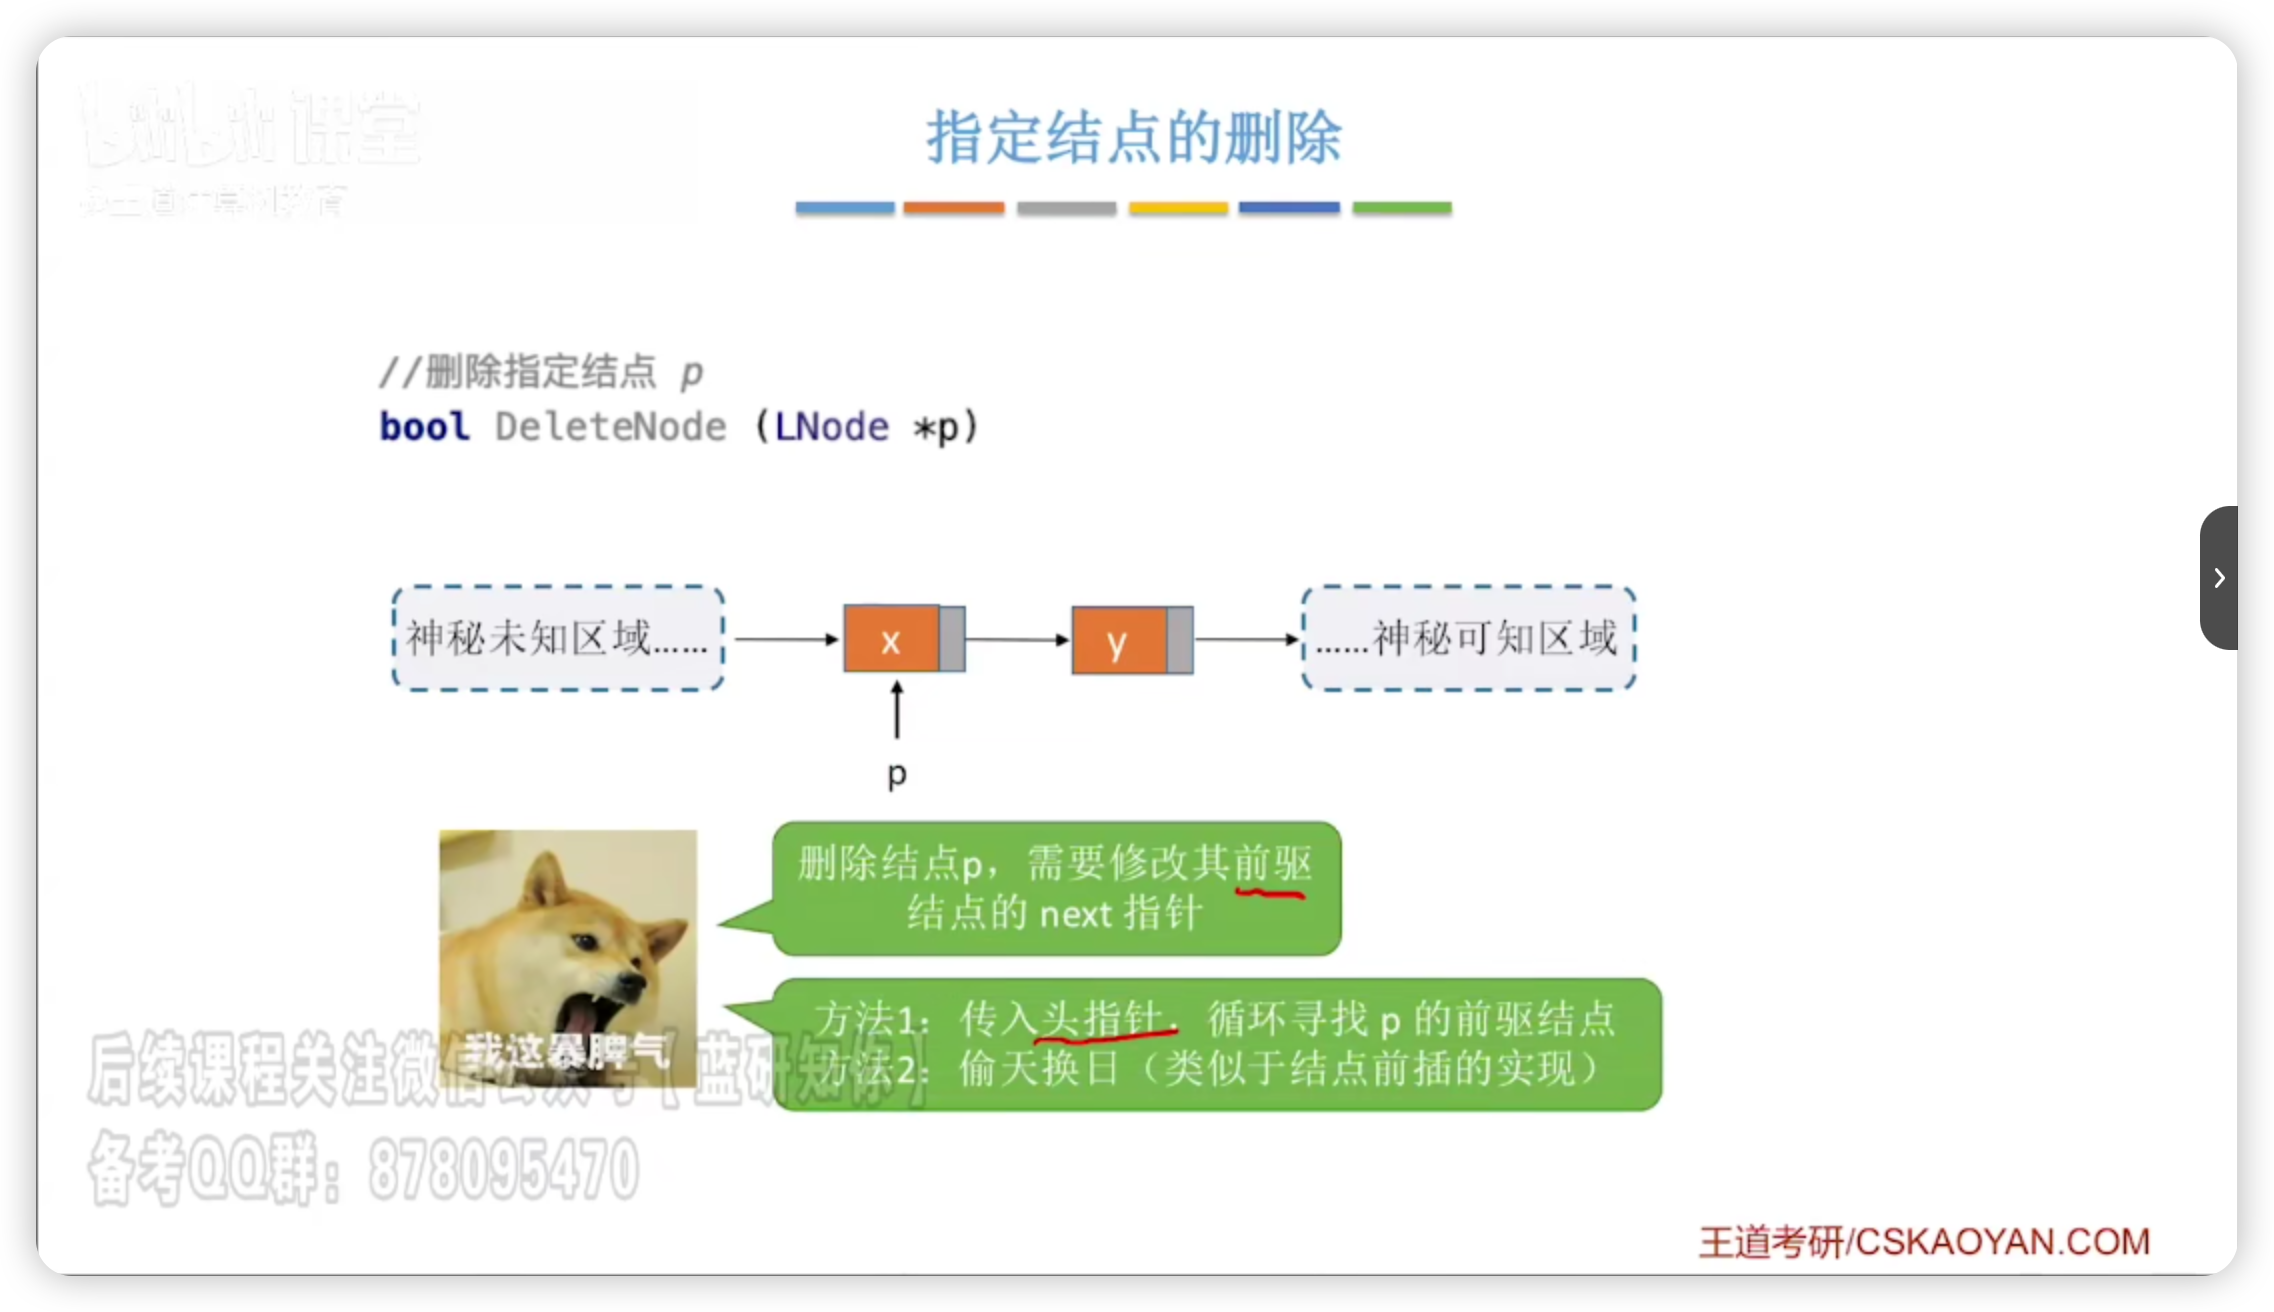 课堂
指定结点的删除
//删除指定结点 p
bool DeleteNode (LNode *p)
神秘未知区域......
x
y
......神秘可知区域
p
删除结点p，需要修改其前驱
结点的 next 指针
方法1：传入头指针，循环寻找 p 的前驱结点
方法2：偷天换日（类似于结点前插的实现）
我这暴脾气
后续课程关注微信公众号【蓝研知你】
备考QQ群：878095470
王道考研/CSKAOYAN.COM